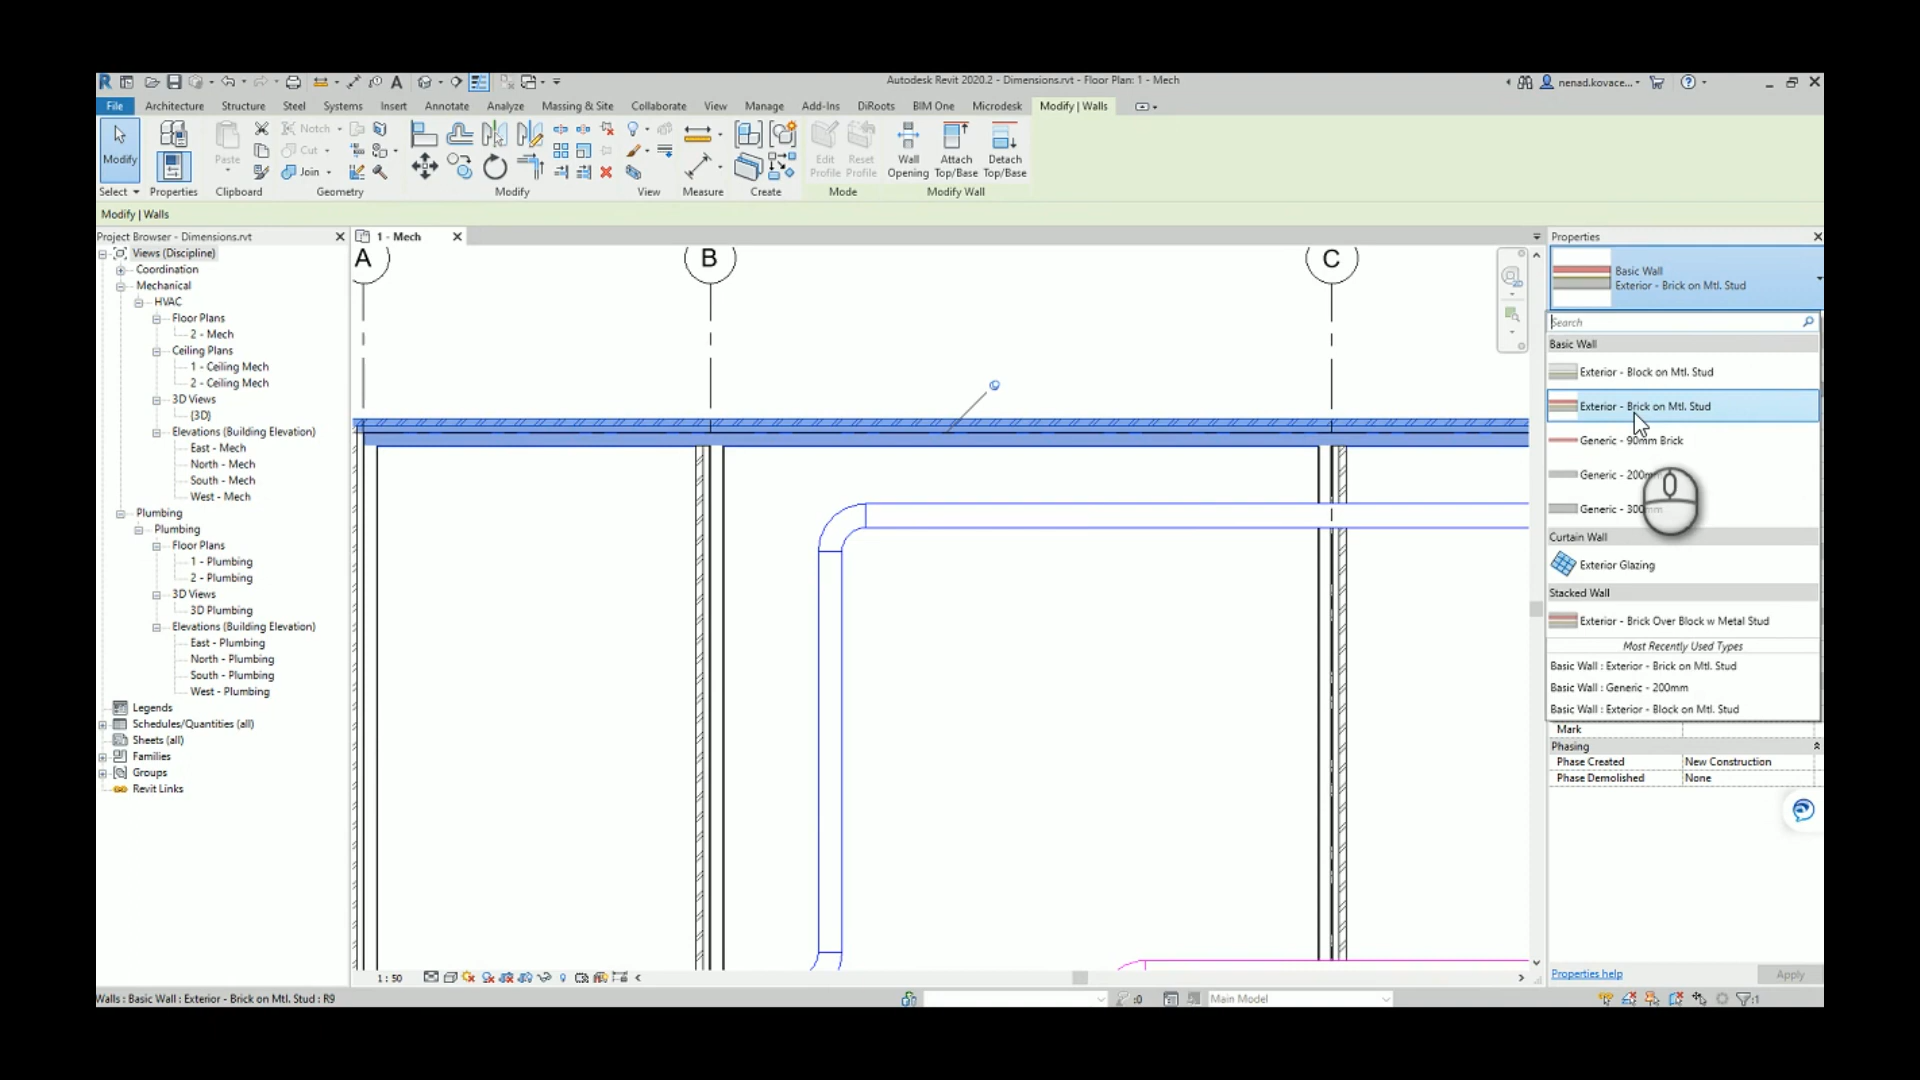 Autodesk Revit 2020.2 - Dimensions.rvt - Floor Plan: 1 - Mech
nenad.kovace...
File Architecture Structure Steel Systems Insert Annotate Analyze Massing & Site Collaborate View Manage Add-Ins DiRoots BIM One Microdesk Modify | Walls
Modify
Paste
Notch
Cut
Join
Edit Profile
Reset Profile
Wall Opening
Attach Top/Base
Detach Top/Base
Select Properties Clipboard Geometry Modify View Measure Create Mode Modify Wall
Modify | Walls
Project Browser - Dimensions.rvt
Views (Discipline)
Coordination
Mechanical
HVAC
Floor Plans
2 - Mech
Ceiling Plans
1 - Ceiling Mech
2 - Ceiling Mech
3D Views
{3D}
Elevations (Building Elevation)
East - Mech
North - Mech
South - Mech
West - Mech
Plumbing
Plumbing
Floor Plans
1 - Plumbing
2 - Plumbing
3D Views
3D Plumbing
Elevations (Building Elevation)
East - Plumbing
North - Plumbing
South - Plumbing
West - Plumbing
Legends
Schedules/Quantities (all)
Sheets (all)
Families
Groups
Revit Links
1 - Mech
A
B
C
1 : 50
Properties
Basic Wall
Exterior - Brick on Mtl. Stud
Search
Basic Wall
Exterior - Block on Mtl. Stud
Exterior - Brick on Mtl. Stud
Generic - 90mm Brick
Generic - 200m
Generic - 300mm
Curtain Wall
Exterior Glazing
Stacked Wall
Exterior - Brick Over Block w Metal Stud
Most Recently Used Types
Basic Wall : Exterior - Brick on Mtl. Stud
Basic Wall : Generic - 200mm
Basic Wall : Exterior - Block on Mtl. Stud
Mark
Phasing
Phase Created New Construction
Phase Demolished None
Properties help
Apply
Walls : Basic Wall : Exterior - Brick on Mtl. Stud : R9
:0
Main Model
:1